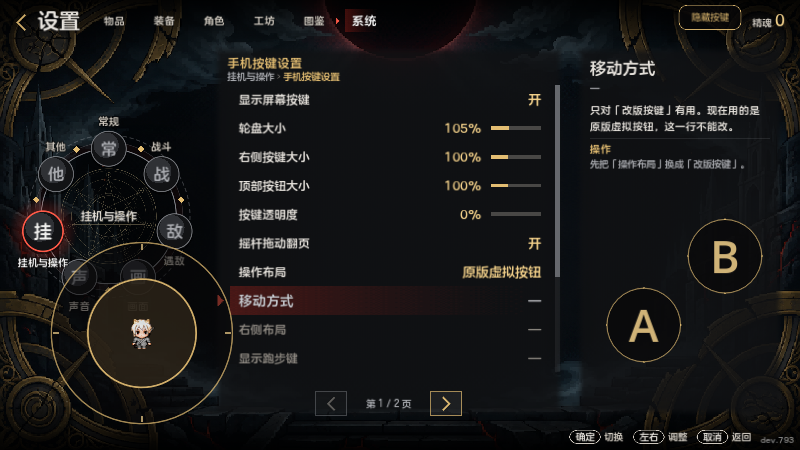 设置
物品
装备
角色
工坊
图鉴
系统
隐藏按键
精魂 0
手机按键设置
挂机与操作 › 手机按键设置
显示屏幕按键 开
轮盘大小 105%
右侧按键大小 100%
顶部按钮大小 100%
按键透明度 0%
摇杆拖动翻页 开
操作布局 原版虚拟按钮
移动方式 —
右侧布局 —
显示跑步键 —
第 1 / 2 页
常规
常
其他
他
战斗
战
挂机与操作
挂
挂机与操作
敌
遇敌
声
声音
画
移动方式
—
只对「改版按键」有用。现在用的是
原版虚拟按钮，这一行不能改。
操作
先把「操作布局」换成「改版按键」。
B
A
确定 切换
左右 调整
取消 返回
dev.793